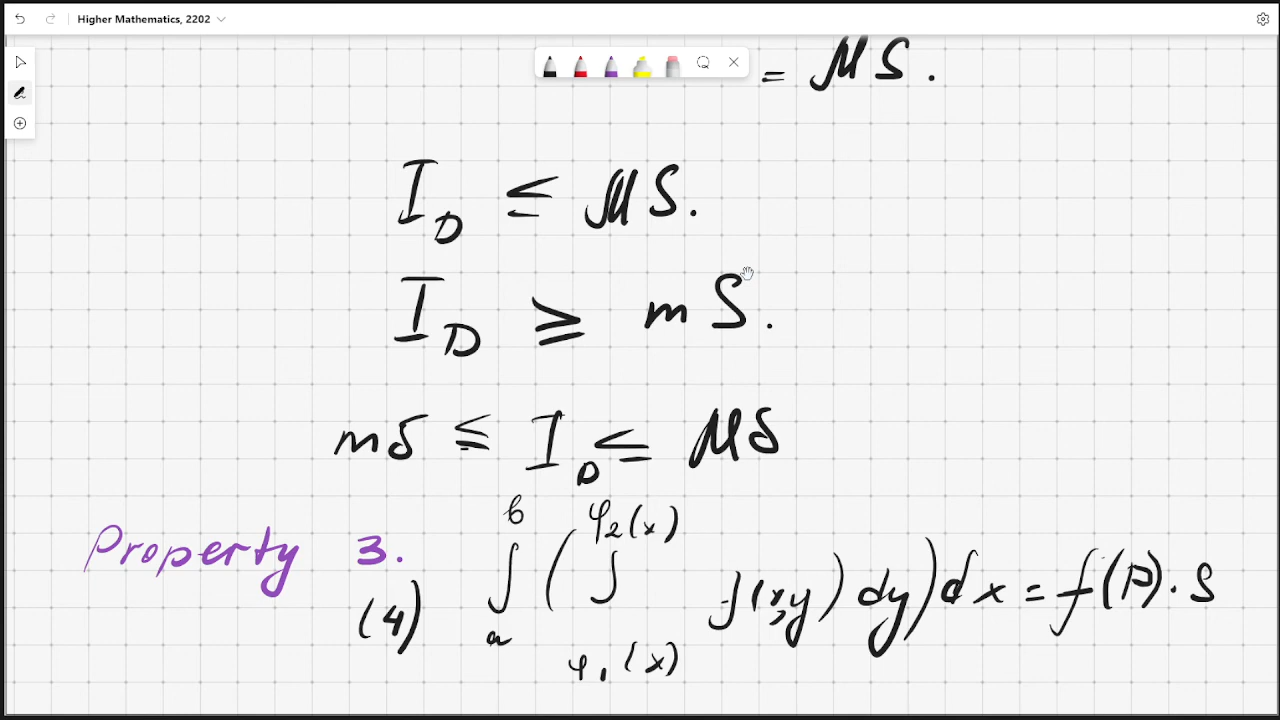 Higher Mathematics, 2202
= MS.
I_D ≤ MS.
I_D ≥ mS.
mS ≤ I_D ≤ MS
Property 3.
(4) ∫_a^b ( ∫_{φ₁(x)}^{φ₂(x)} f(x,y) dy) dx = f(P)·S